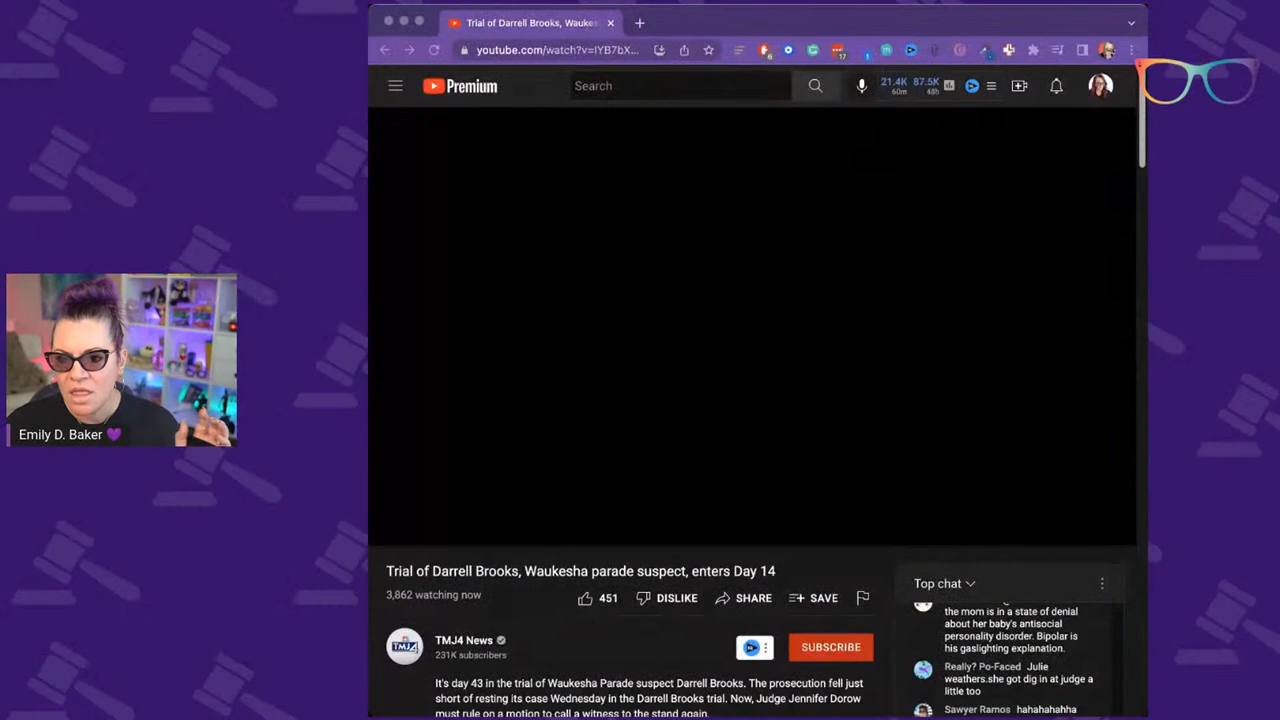 Trial of Darrell Brooks, Waukes
youtube.com/watch?v=IYB7bX...
17
1
Premium
Search
21.4K 87.5K
60m 48h
Emily D. Baker 💜
Trial of Darrell Brooks, Waukesha parade suspect, enters Day 14
3,862 watching now
451 DISLIKE SHARE SAVE
TMJ4
TMJ4 News
231K subscribers
SUBSCRIBE
It's day 43 in the trial of Waukesha Parade suspect Darrell Brooks. The prosecution fell just
short of resting its case Wednesday in the Darrell Brooks trial. Now, Judge Jennifer Dorow
must rule on a motion to call a witness to the stand again.
Top chat
the mom is in a state of denial
about her baby's antisocial
personality disorder. Bipolar is
his gaslighting explanation.
Really? Po-Faced Julie
weathers.she got dig in at judge a
little too
Sawyer Ramos hahahahahha